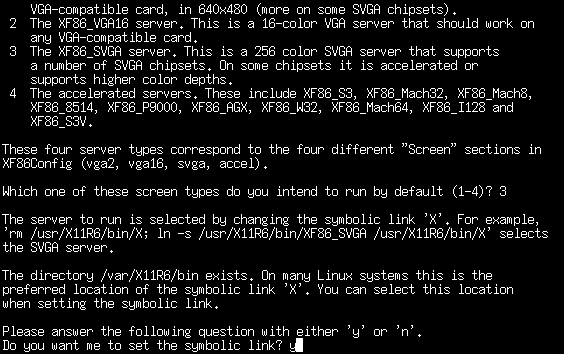 VGA-compatible card, in 640x480 (more on some SVGA chipsets).
2 The XF86_VGA16 server. This is a 16-color VGA server that should work on
any VGA-compatible card.
3 The XF86_SVGA server. This is a 256 color SVGA server that supports
a number of SVGA chipsets. On some chipsets it is accelerated or
supports higher color depths.
4 The accelerated servers. These include XF86_S3, XF86_Mach32, XF86_Mach8,
XF86_8514, XF86_P9000, XF86_AGX, XF86_W32, XF86_Mach64, XF86_I128 and
XF86_S3V.
These four server types correspond to the four different "Screen" sections in
XF86Config (vga2, vga16, svga, accel).
Which one of these screen types do you intend to run by default (1-4)? 3
The server to run is selected by changing the symbolic link 'X'. For example,
'rm /usr/X11R6/bin/X; ln -s /usr/X11R6/bin/XF86_SVGA /usr/X11R6/bin/X' selects
the SVGA server.
The directory /var/X11R6/bin exists. On many Linux systems this is the
preferred location of the symbolic link 'X'. You can select this location
when setting the symbolic link.
Please answer the following question with either 'y' or 'n'.
Do you want me to set the symbolic link? y